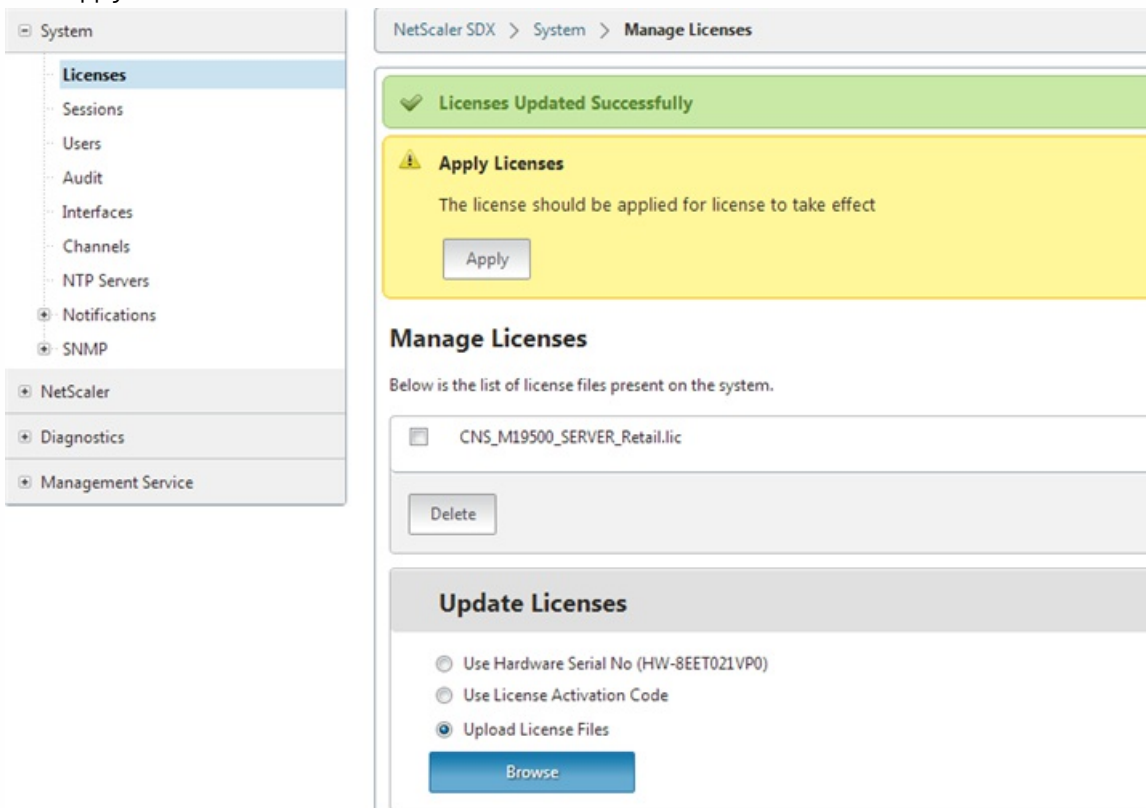 System
Licenses
Sessions
Users
Audit
Interfaces
Channels
NTP Servers
Notifications
SNMP
NetScaler
Diagnostics
Management Service
NetScaler SDX > System > Manage Licenses
Licenses Updated Successfully
Apply Licenses
The license should be applied for license to take effect
Apply
Manage Licenses
Below is the list of license files present on the system.
CNS_M19500_SERVER_Retail.lic
Delete
Update Licenses
Use Hardware Serial No (HW-8EET021VP0)
Use License Activation Code
Upload License Files
Browse